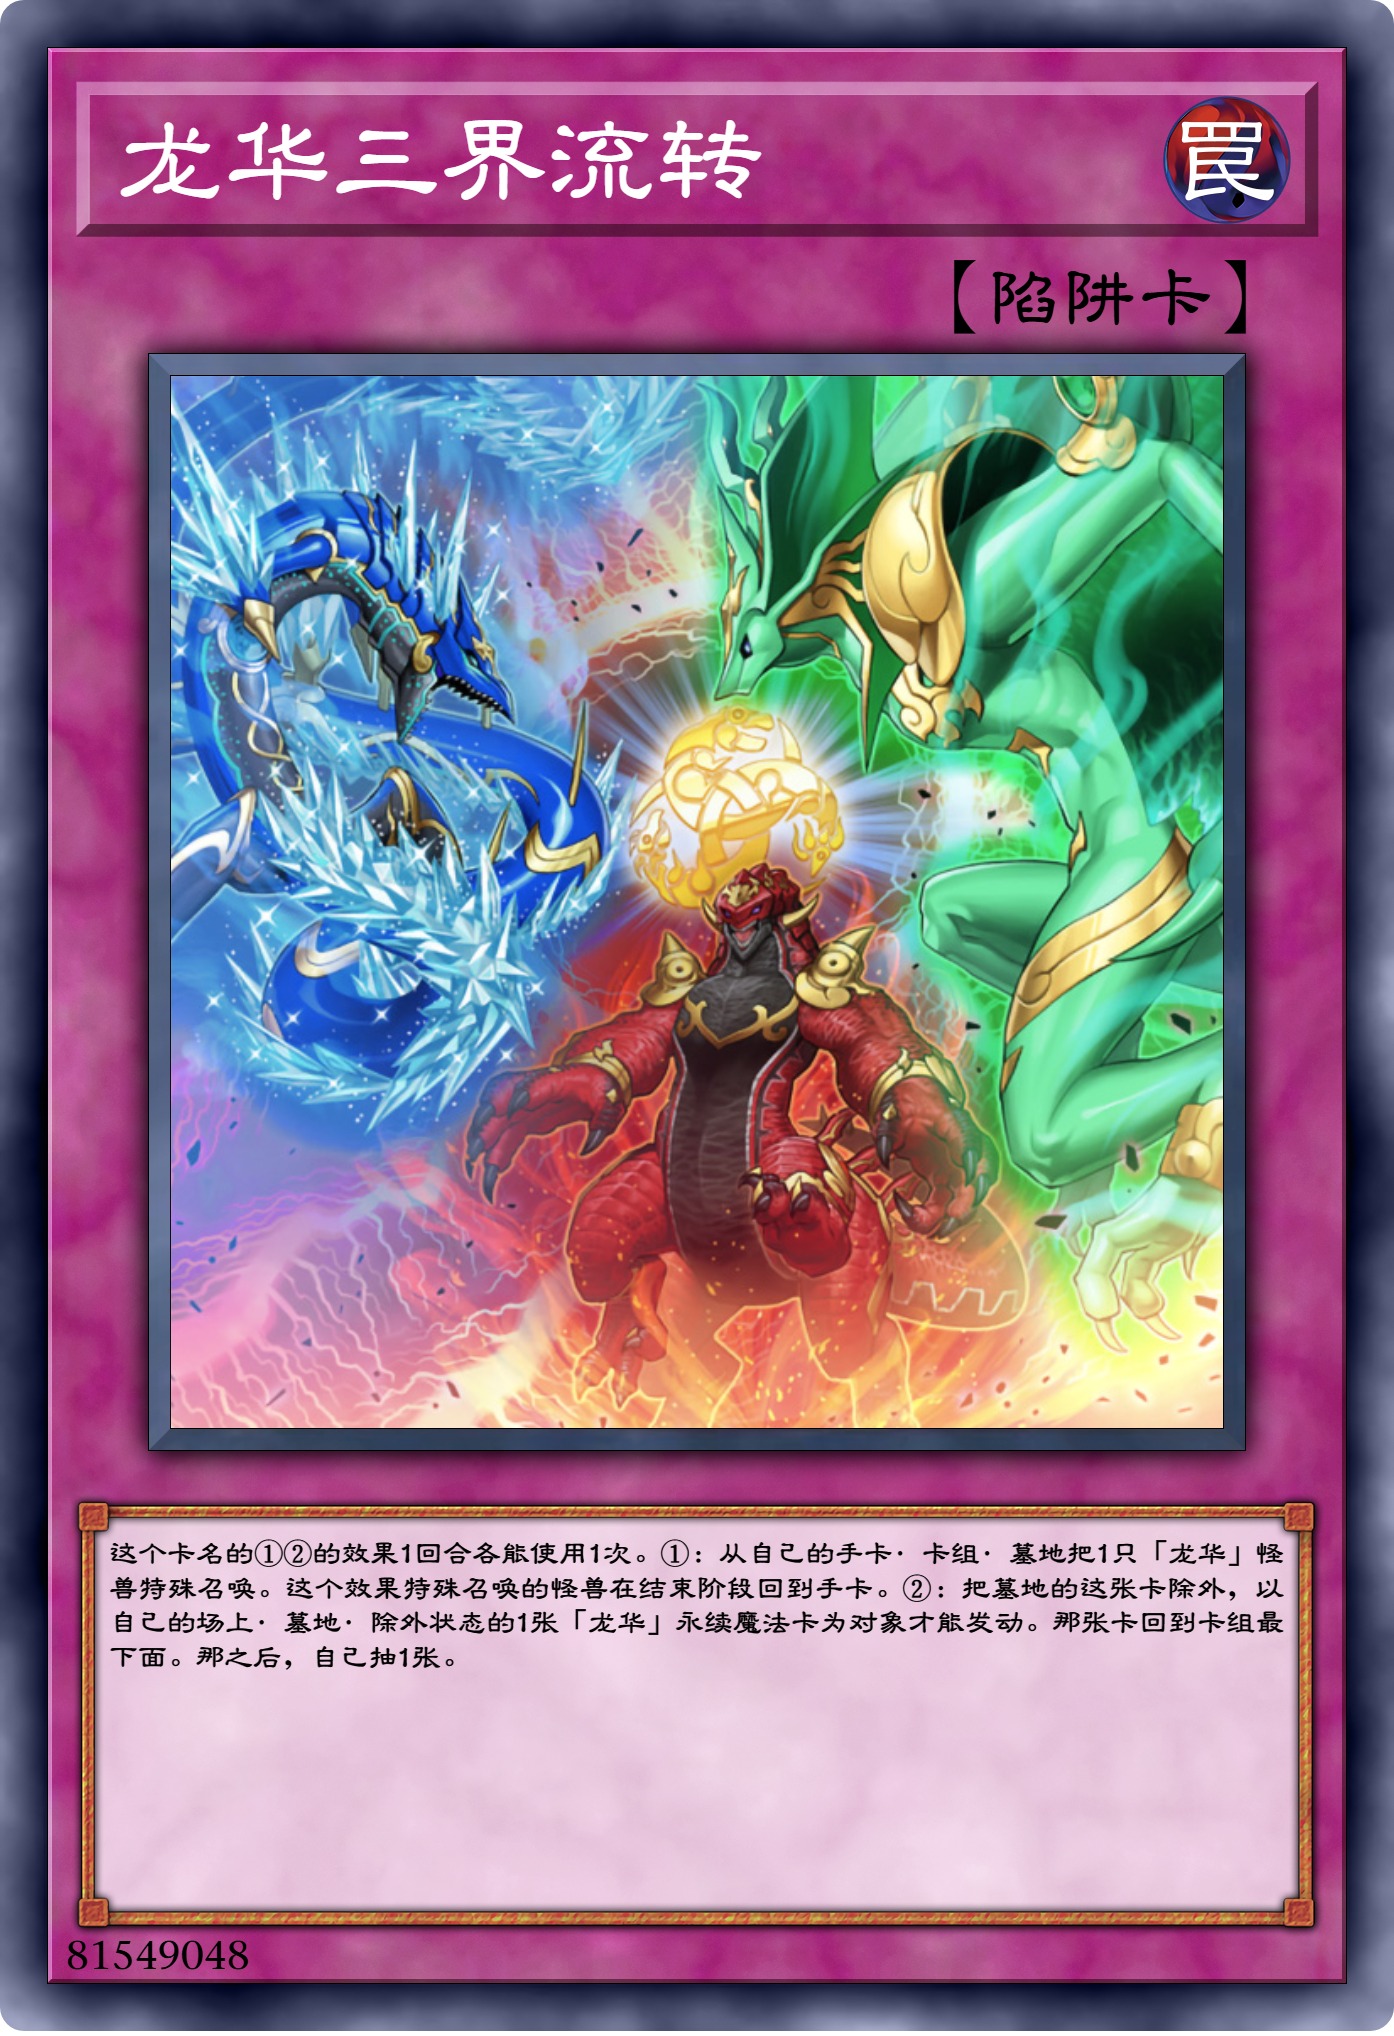 龙华三界流转
罠
【陷阱卡】
这个卡名的①②的效果1回合各能使用1次。①：从自己的手卡·卡组·墓地把1只「龙华」怪
兽特殊召唤。这个效果特殊召唤的怪兽在结束阶段回到手卡。②：把墓地的这张卡除外，以
自己的场上·墓地·除外状态的1张「龙华」永续魔法卡为对象才能发动。那张卡回到卡组最
下面。那之后，自己抽1张。
81549048